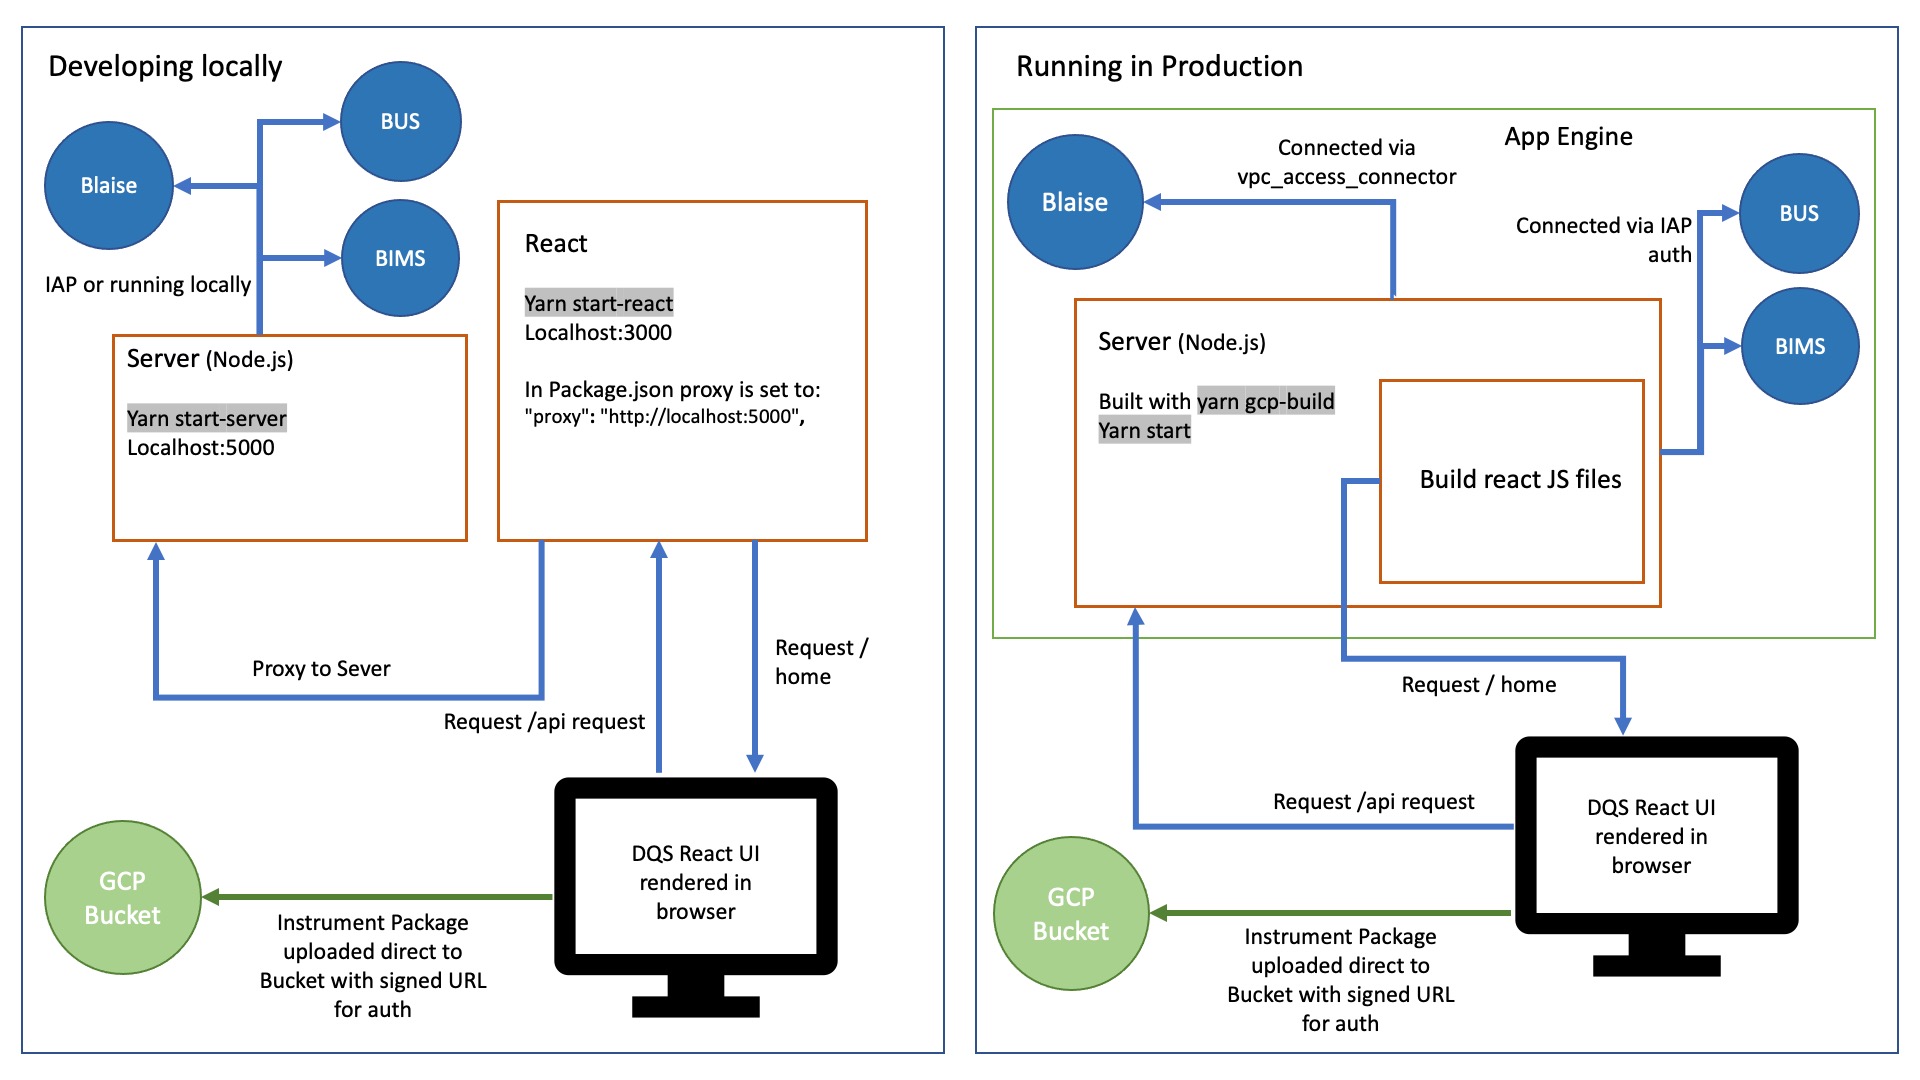 Developing locally
BUS
Blaise
BIMS
IAP or running locally
Server (Node.js)
Yarn start-server
Localhost:5000
React
Yarn start-react
Localhost:3000
In Package.json proxy is set to:
"proxy": "http://localhost:5000",
Proxy to Sever
Request /api request
Request /
home
DQS React UI
rendered in
browser
GCP
Bucket
Instrument Package
uploaded direct to
Bucket with signed URL
for auth
Running in Production
App Engine
Blaise
Connected via
vpc_access_connector
Connected via IAP
auth
BUS
BIMS
Server (Node.js)
Built with yarn gcp-build
Yarn start
Build react JS files
Request / home
Request /api request
DQS React UI
rendered in
browser
GCP
Bucket
Instrument Package
uploaded direct to
Bucket with signed URL
for auth